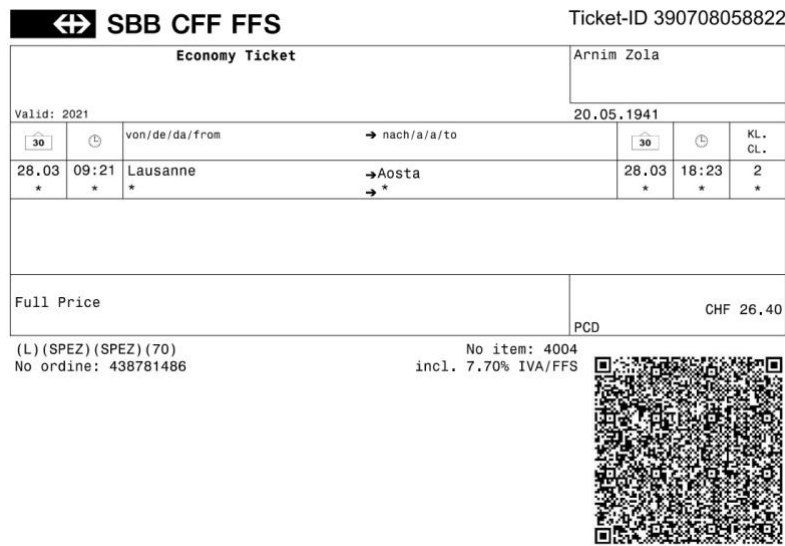 SBB CFF FFS
Ticket-ID 390708058822
Economy Ticket
Arnim Zola
Valid: 2021
20.05.1941
30 von/de/da/from → nach/a/a/to 30 KL. CL.
28.03 09:21 Lausanne →Aosta 28.03 18:23 2
* * * → * * * *
Full Price
CHF 26.40
PCD
(L)(SPEZ)(SPEZ)(70)
No item: 4004
No ordine: 438781486
incl. 7.70% IVA/FFS